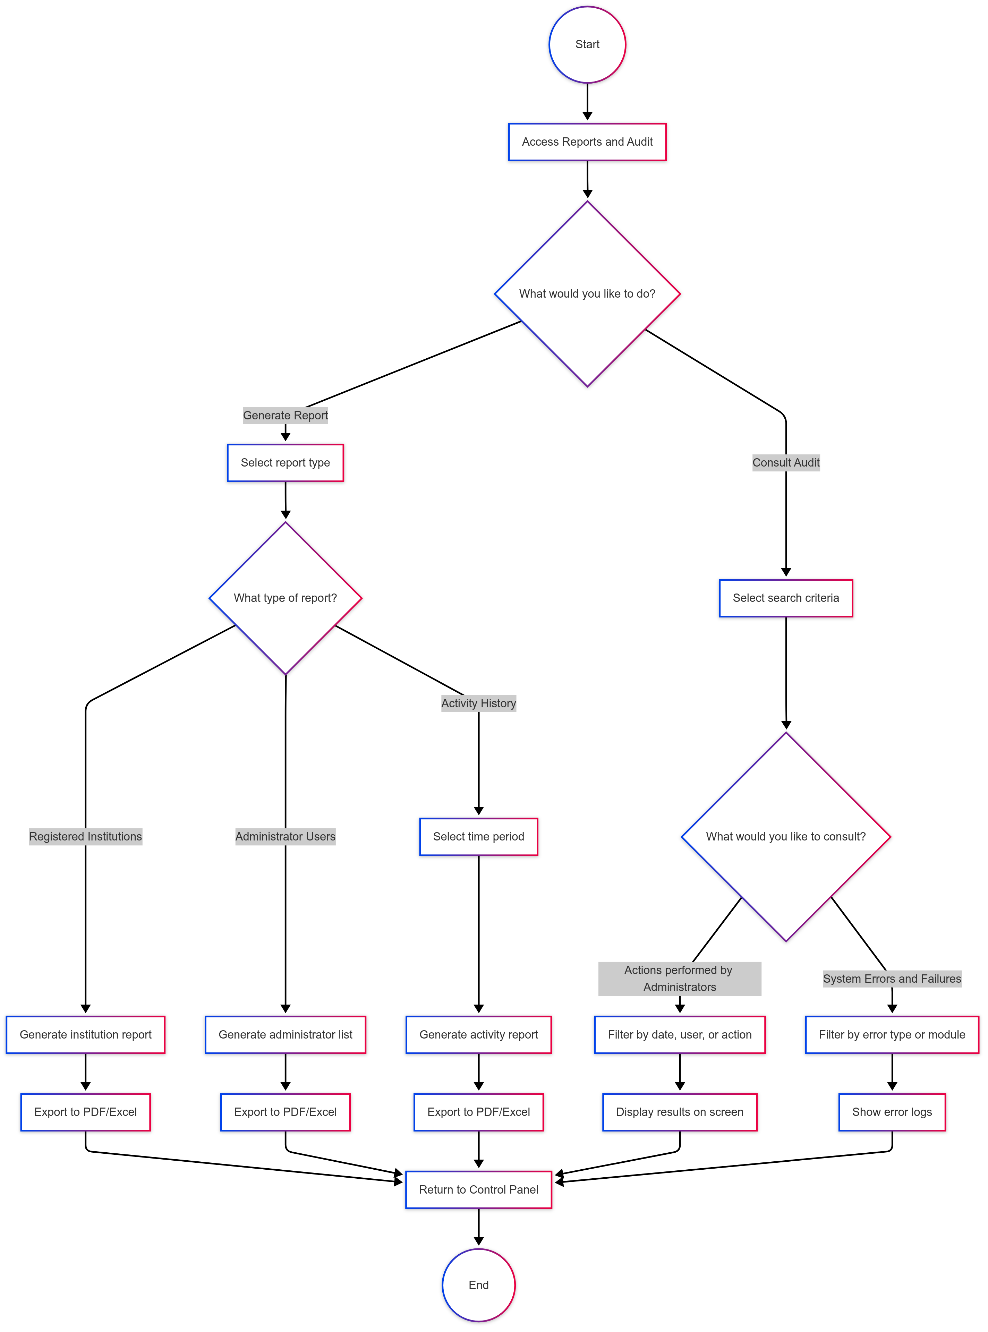 Start
Access Reports and Audit
What would you like to do?
Generate Report
Consult Audit
Select report type
Select search criteria
What type of report?
Activity History
Registered Institutions
Administrator Users
Select time period
What would you like to consult?
Actions performed by
Administrators
System Errors and Failures
Generate institution report
Generate administrator list
Generate activity report
Filter by date, user, or action
Filter by error type or module
Export to PDF/Excel
Export to PDF/Excel
Export to PDF/Excel
Display results on screen
Show error logs
Return to Control Panel
End